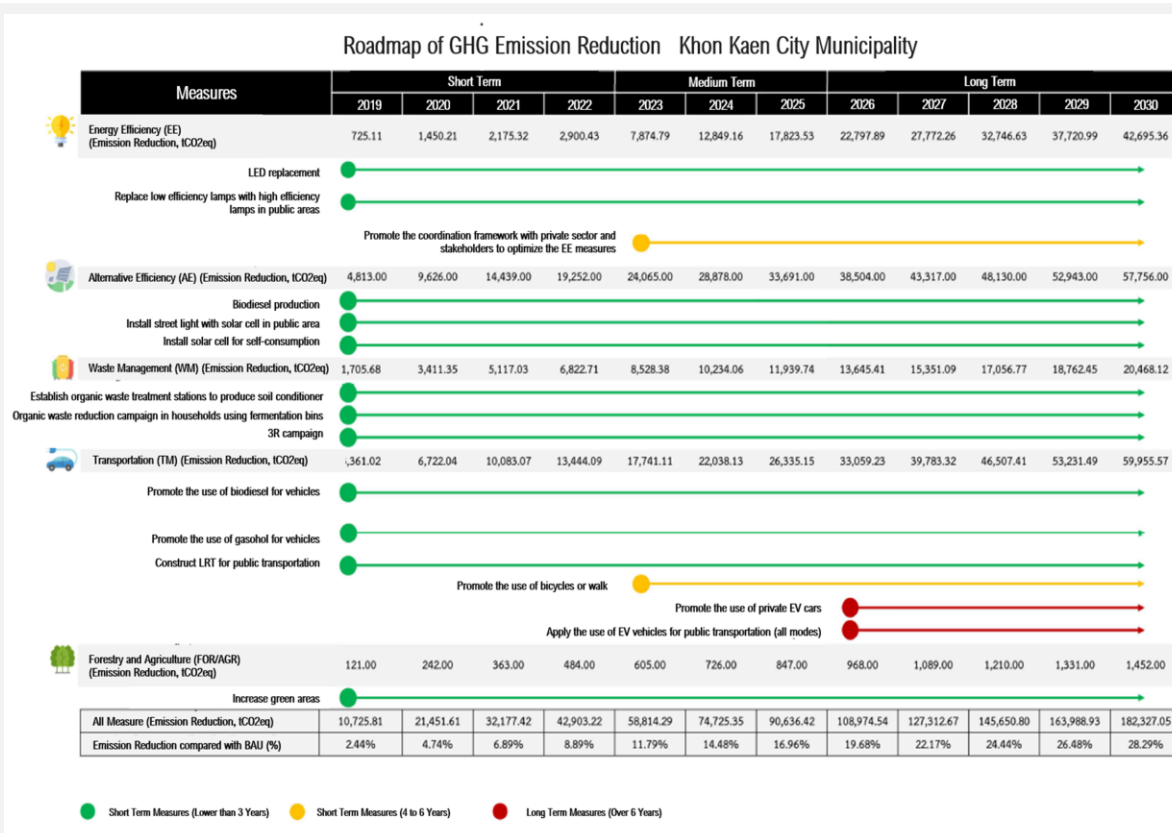 Roadmap of GHG Emission Reduction Khon Kaen City Municipality
Measures
Short Term Medium Term Long Term
2019 2020 2021 2022 2023 2024 2025 2026 2027 2028 2029 2030
Energy Efficiency (EE)
(Emission Reduction, tCO2eq)
725.11 1,450.21 2,175.32 2,900.43 7,874.79 12,849.16 17,823.53 22,797.89 27,772.26 32,746.63 37,720.99 42,695.36
LED replacement
Replace low efficiency lamps with high efficiency
lamps in public areas
Promote the coordination framework with private sector and
stakeholders to optimize the EE measures
Alternative Efficiency (AE) (Emission Reduction, tCO2eq) 4,813.00 9,626.00 14,439.00 19,252.00 24,065.00 28,878.00 33,691.00 38,504.00 43,317.00 48,130.00 52,943.00 57,756.00
Biodiesel production
Install street light with solar cell in public area
Install solar cell for self-consumption
Waste Management (WM) (Emission Reduction, tCO2eq) 1,705.68 3,411.35 5,117.03 6,822.71 8,528.38 10,234.06 11,939.74 13,645.41 15,351.09 17,056.77 18,762.45 20,468.12
Establish organic waste treatment stations to produce soil conditioner
Organic waste reduction campaign in households using fermentation bins
3R campaign
Transportation (TM) (Emission Reduction, tCO2eq) ,361.02 6,722.04 10,083.07 13,444.09 17,741.11 22,038.13 26,335.15 33,059.23 39,783.32 46,507.41 53,231.49 59,955.57
Promote the use of biodiesel for vehicles
Promote the use of gasohol for vehicles
Construct LRT for public transportation
Promote the use of bicycles or walk
Promote the use of private EV cars
Apply the use of EV vehicles for public transportation (all modes)
Forestry and Agriculture (FOR/AGR)
(Emission Reduction, tCO2eq)
121.00 242.00 363.00 484.00 605.00 726.00 847.00 968.00 1,089.00 1,210.00 1,331.00 1,452.00
Increase green areas
All Measure (Emission Reduction, tCO2eq) 10,725.81 21,451.61 32,177.42 42,903.22 58,814.29 74,725.35 90,636.42 108,974.54 127,312.67 145,650.80 163,988.93 182,327.05
Emission Reduction compared with BAU (%) 2.44% 4.74% 6.89% 8.89% 11.79% 14.48% 16.96% 19.68% 22.17% 24.44% 26.48% 28.29%
Short Term Measures (Lower than 3 Years) Short Term Measures (4 to 6 Years) Long Term Measures (Over 6 Years)